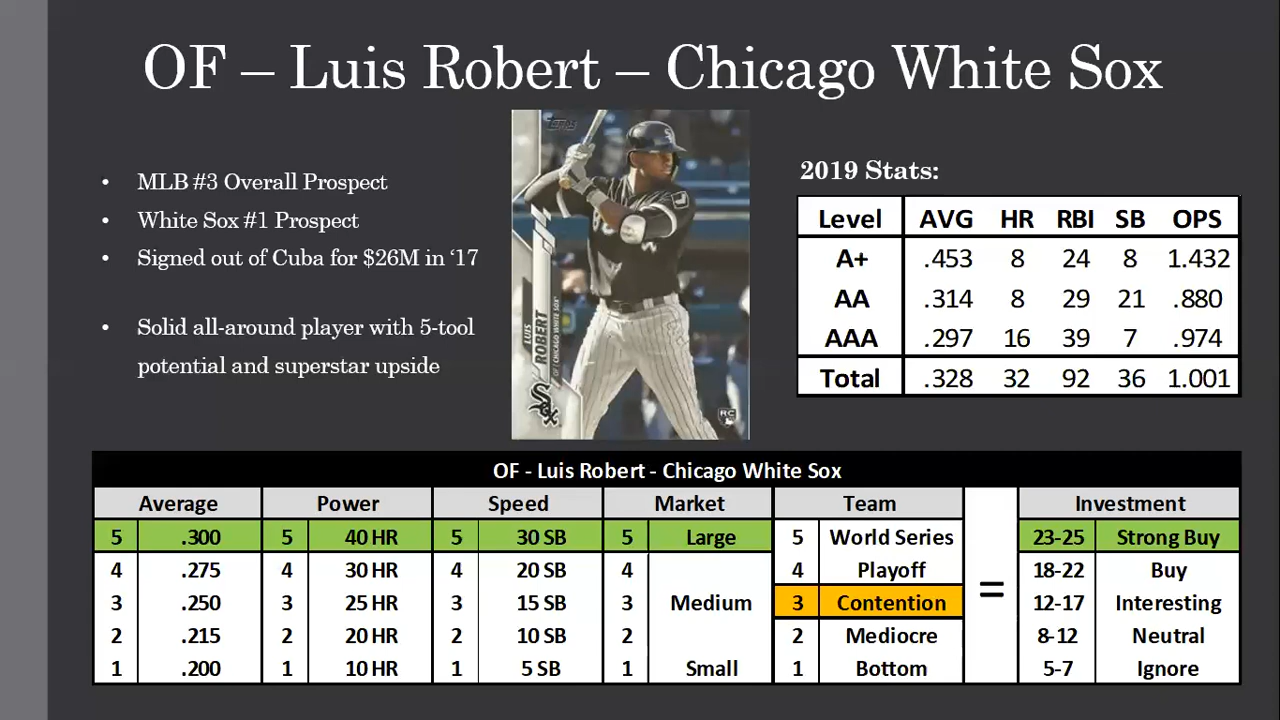 OF – Luis Robert – Chicago White Sox
• MLB #3 Overall Prospect
• White Sox #1 Prospect
• Signed out of Cuba for $26M in ‘17
• Solid all-around player with 5-tool
potential and superstar upside
Topps
LUIS
ROBERT
OF | CHICAGO WHITE SOX
Sox
RC
2019 Stats:
Level AVG HR RBI SB OPS
A+ .453 8 24 8 1.432
AA .314 8 29 21 .880
AAA .297 16 39 7 .974
Total .328 32 92 36 1.001
OF - Luis Robert - Chicago White Sox
Average Power Speed Market Team Investment
5 .300 5 40 HR 5 30 SB 5 Large 5 World Series 23-25 Strong Buy
4 .275 4 30 HR 4 20 SB 4 4 Playoff 18-22 Buy
3 .250 3 25 HR 3 15 SB 3 Medium 3 Contention = 12-17 Interesting
2 .215 2 20 HR 2 10 SB 2 2 Mediocre 8-12 Neutral
1 .200 1 10 HR 1 5 SB 1 Small 1 Bottom 5-7 Ignore